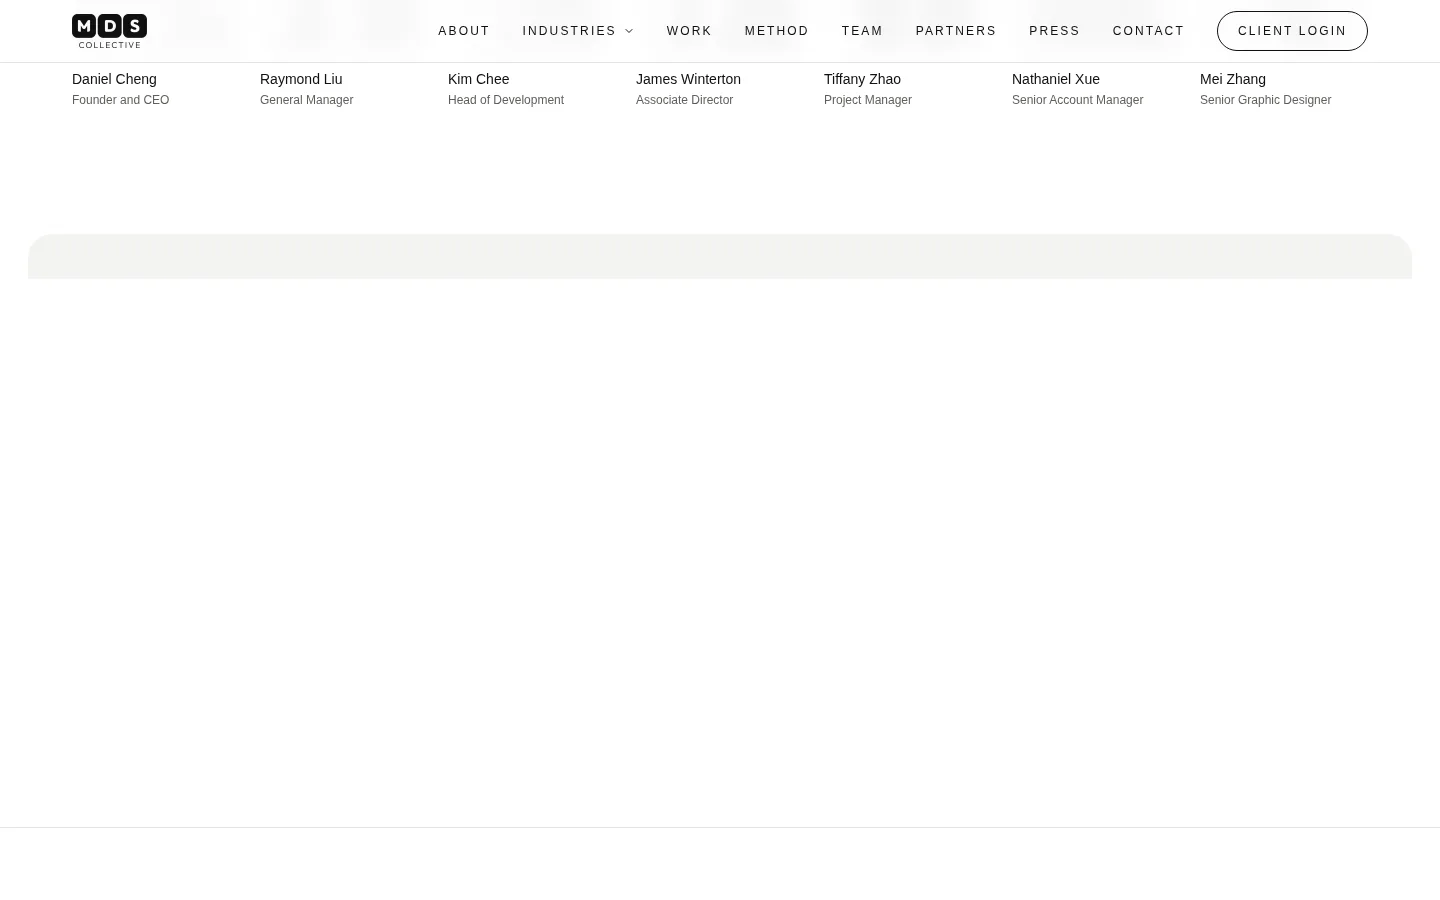 MDS
COLLECTIVE
ABOUT
INDUSTRIES
WORK
METHOD
TEAM
PARTNERS
PRESS
CONTACT
CLIENT LOGIN
Daniel Cheng
Founder and CEO
Raymond Liu
General Manager
Kim Chee
Head of Development
James Winterton
Associate Director
Tiffany Zhao
Project Manager
Nathaniel Xue
Senior Account Manager
Mei Zhang
Senior Graphic Designer